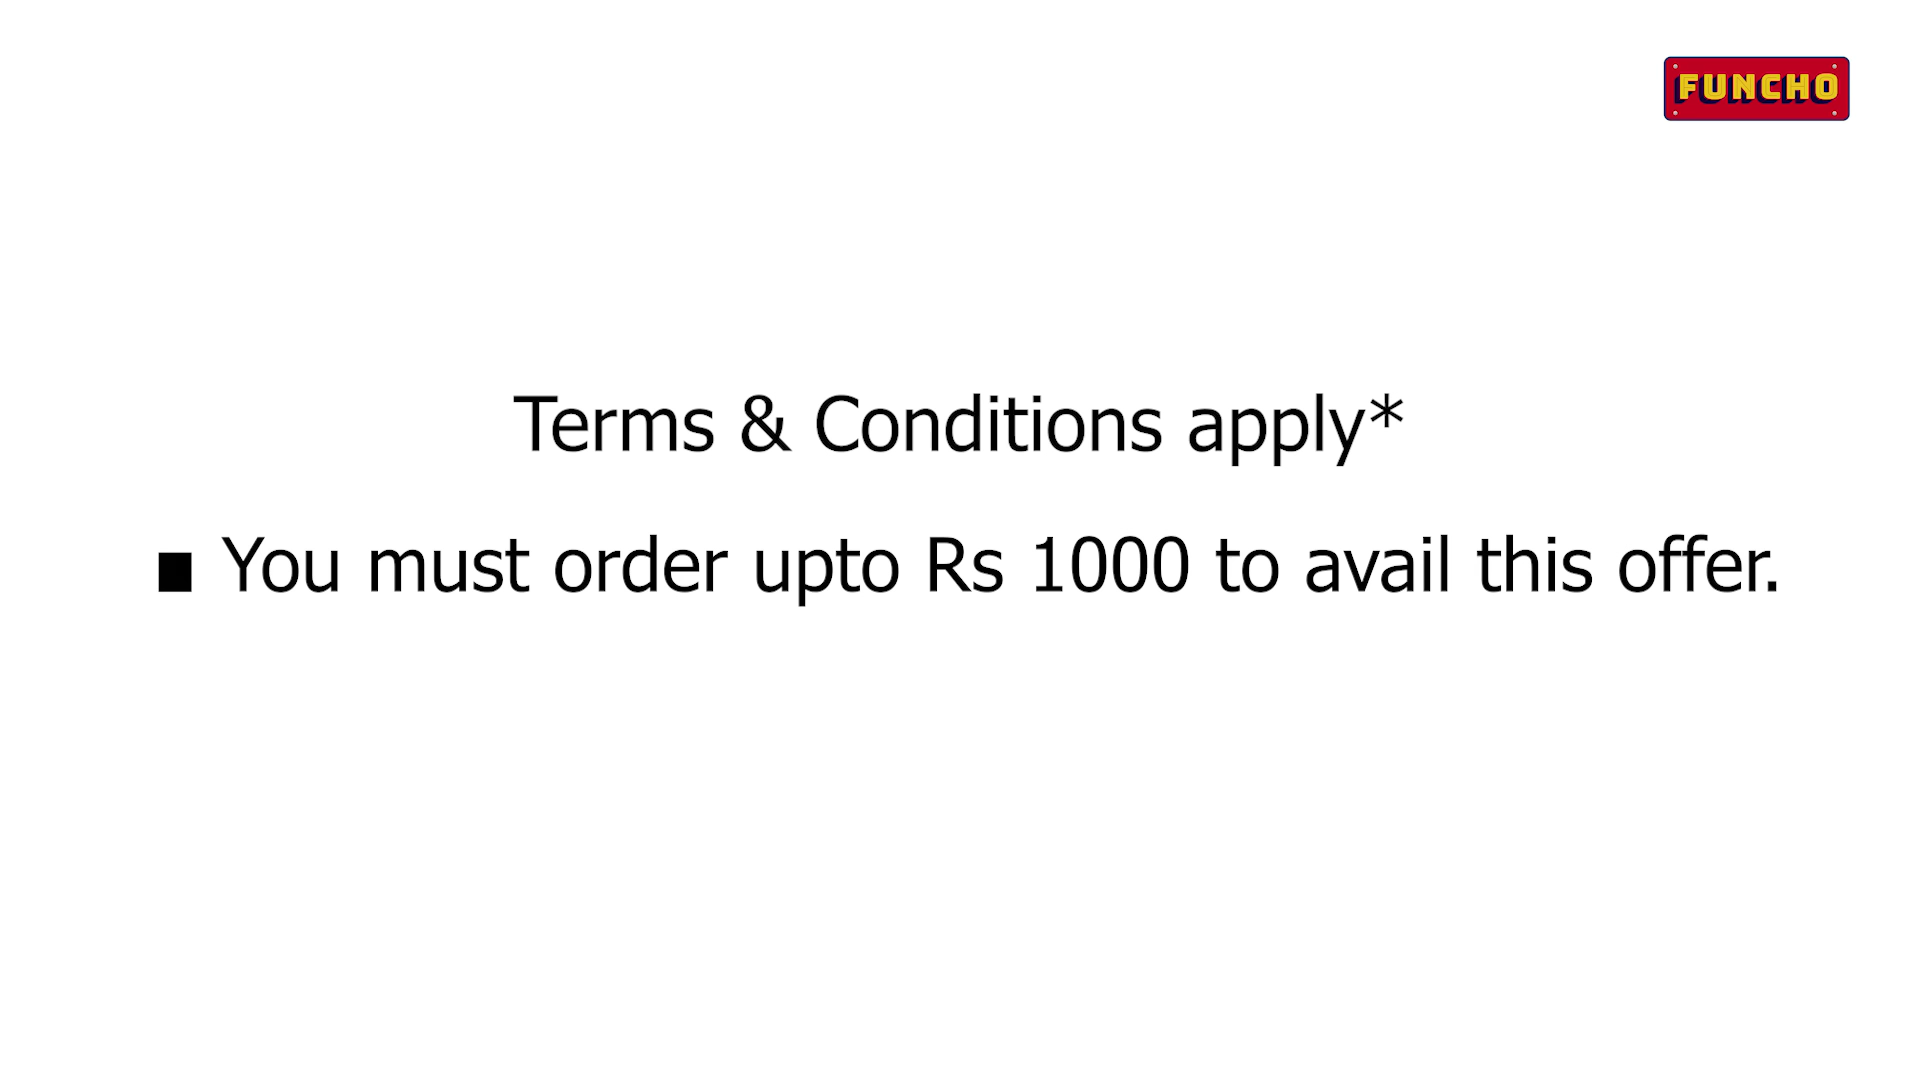 FUNCHO
Terms & Conditions apply*
▪ You must order upto Rs 1000 to avail this offer.